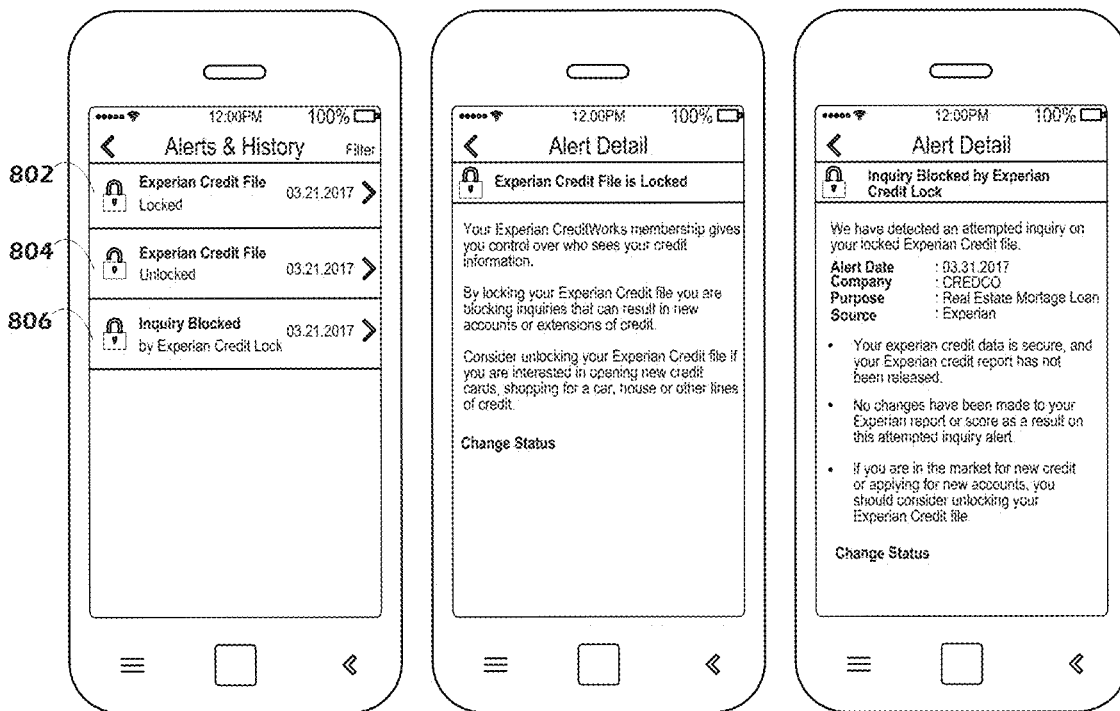 12:00PM 100%
Alerts & History Filter
802
Experian Credit File
Locked
03.21.2017
804
Experian Credit File
Unlocked
03.21.2017
806
Inquiry Blocked
by Experian Credit Lock
03.21.2017
12:00PM 100%
Alert Detail
Experian Credit File is Locked
Your Experian CreditWorks membership gives
you control over who sees your credit
information.
By locking your Experian Credit file you are
blocking inquiries that can result in new
accounts or extensions of credit.
Consider unlocking your Experian Credit file if
you are interested in opening new credit
cards, shopping for a car, house or other lines
of credit.
Change Status
12:00PM 100%
Alert Detail
Inquiry Blocked by Experian
Credit Lock
We have detected an attempted inquiry on
your locked Experian Credit file.
Alert Date : 03.31.2017
Company : CREDCO
Purpose : Real Estate Mortage Loan
Source : Experian
• Your experian credit data is secure, and
your Experian credit report has not
been released.
• No changes have been made to your
Experian report or score as a result on
this attempted inquiry alert.
• If you are in the market for new credit
or applying for new accounts, you
should consider unlocking your
Experian Credit file.
Change Status